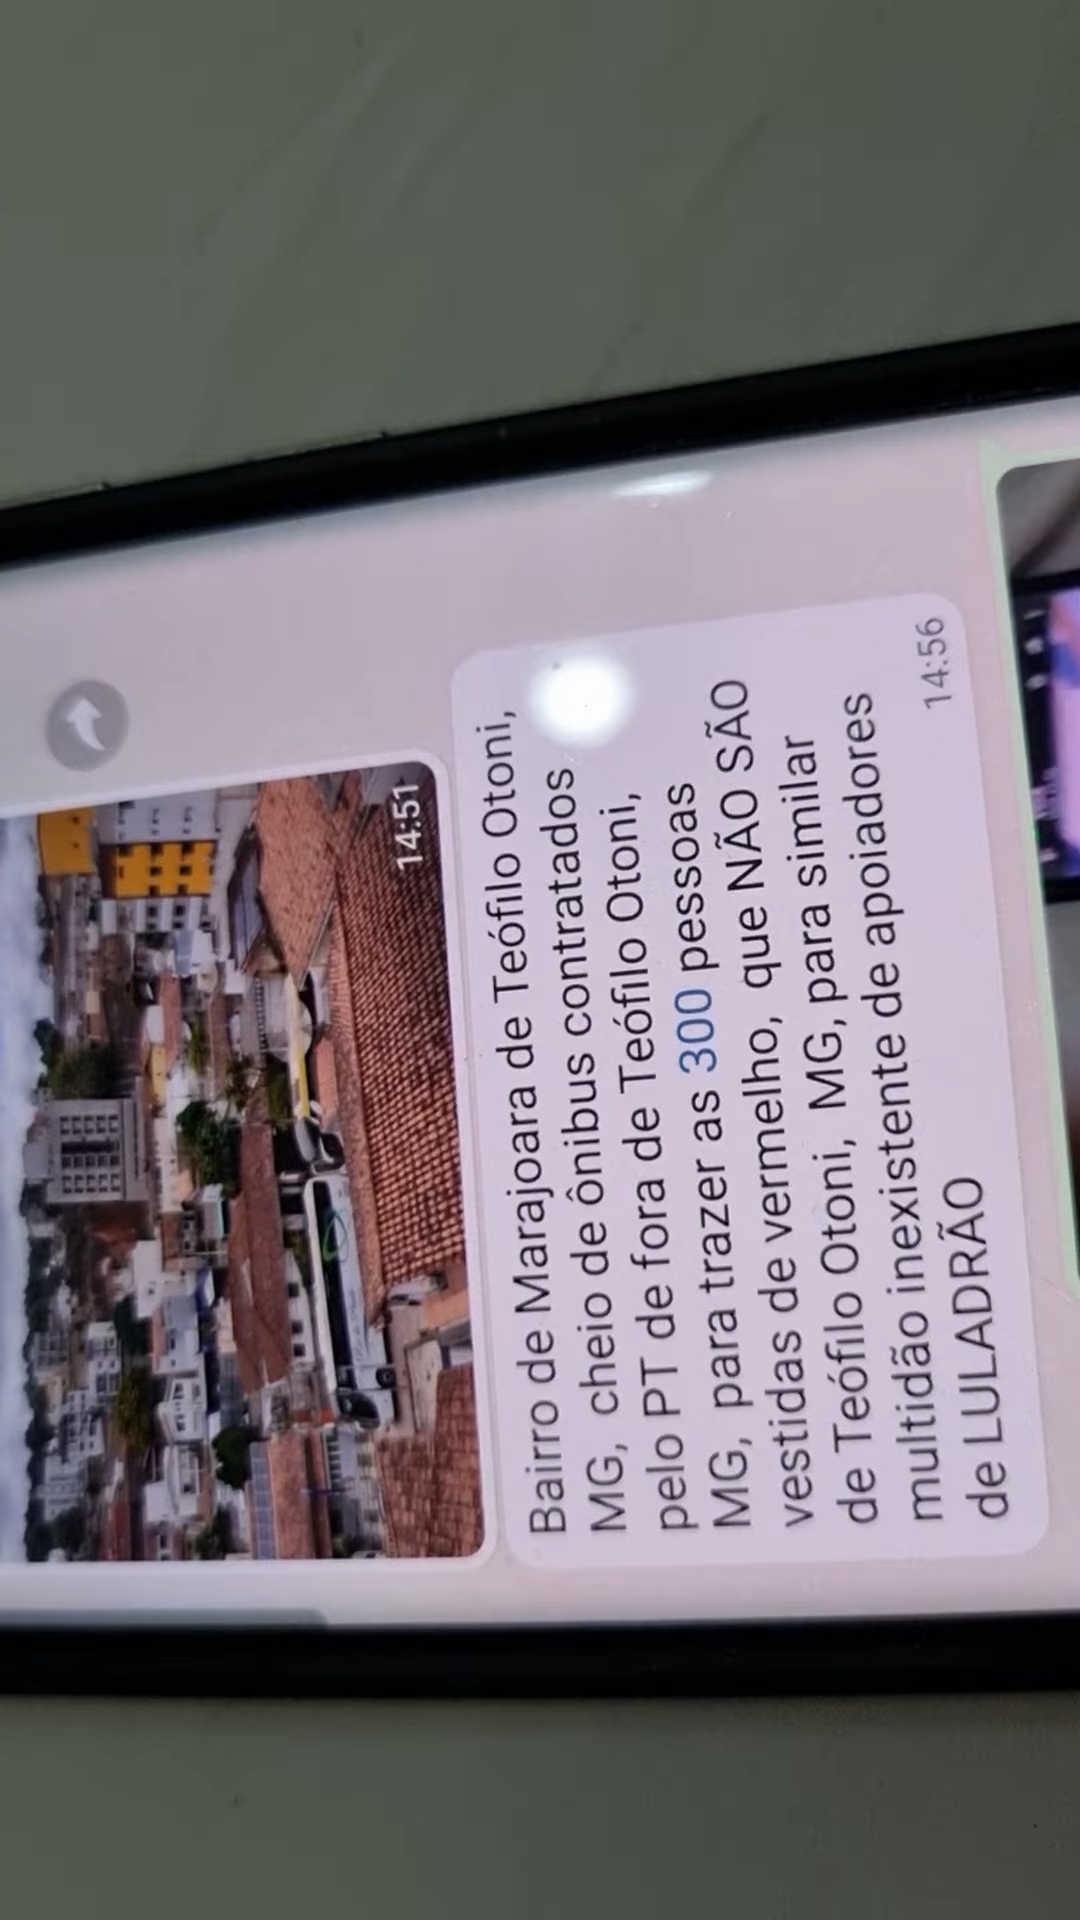 14:51
Bairro de Marajoara de Teófilo Otoni,
MG, cheio de ônibus contratados
pelo PT de fora de Teófilo Otoni,
MG, para trazer as 300 pessoas
vestidas de vermelho, que NÃO SÃO
de Teófilo Otoni, MG, para similar
multidão inexistente de apoiadores
de LULADRÃO
14:56